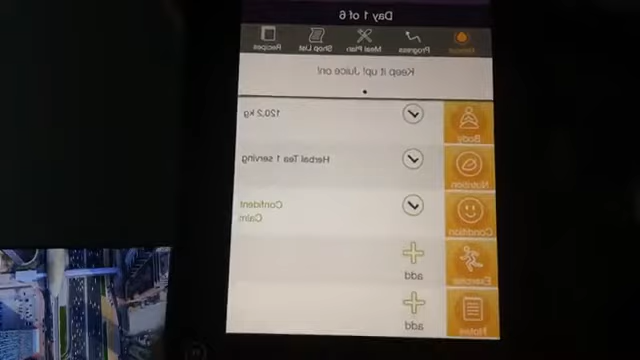 Day 1 of 6
Detox
Progress
Meal Plan
Shop List
Recipes
Keep it up! Juice on!
Body
120.2 kg
Nutrition
Herbal Tea 1 serving
Condition
Confident
Calm
Exercise
add
Notes
add